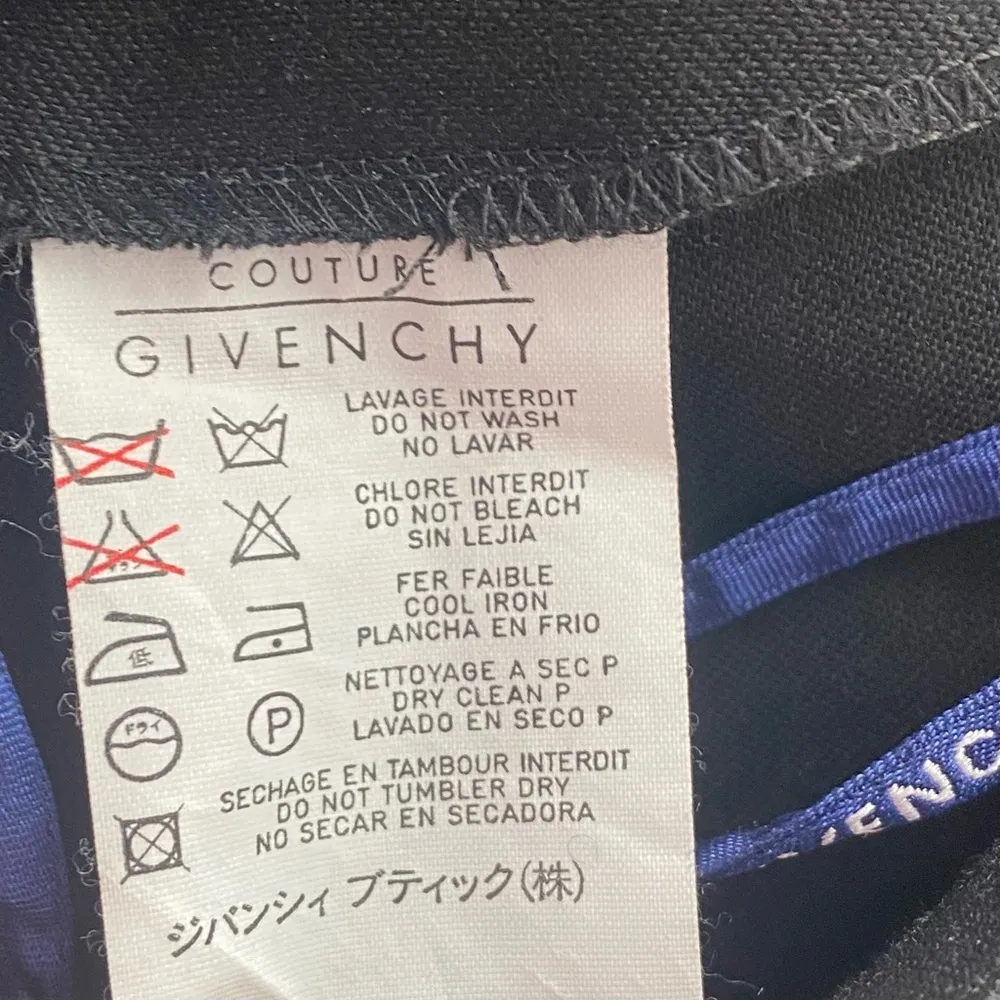 COUTURE
GIVENCHY
LAVAGE INTERDIT
DO NOT WASH
NO LAVAR
CHLORE INTERDIT
DO NOT BLEACH
SIN LEJIA
FER FAIBLE
COOL IRON
PLANCHA EN FRIO
低
NETTOYAGE A SEC P
DRY CLEAN P
LAVADO EN SECO P
ドライ
P
SECHAGE EN TAMBOUR INTERDIT
DO NOT TUMBLER DRY
NO SECAR EN SECADORA
ジバンシィ ブティック(株)